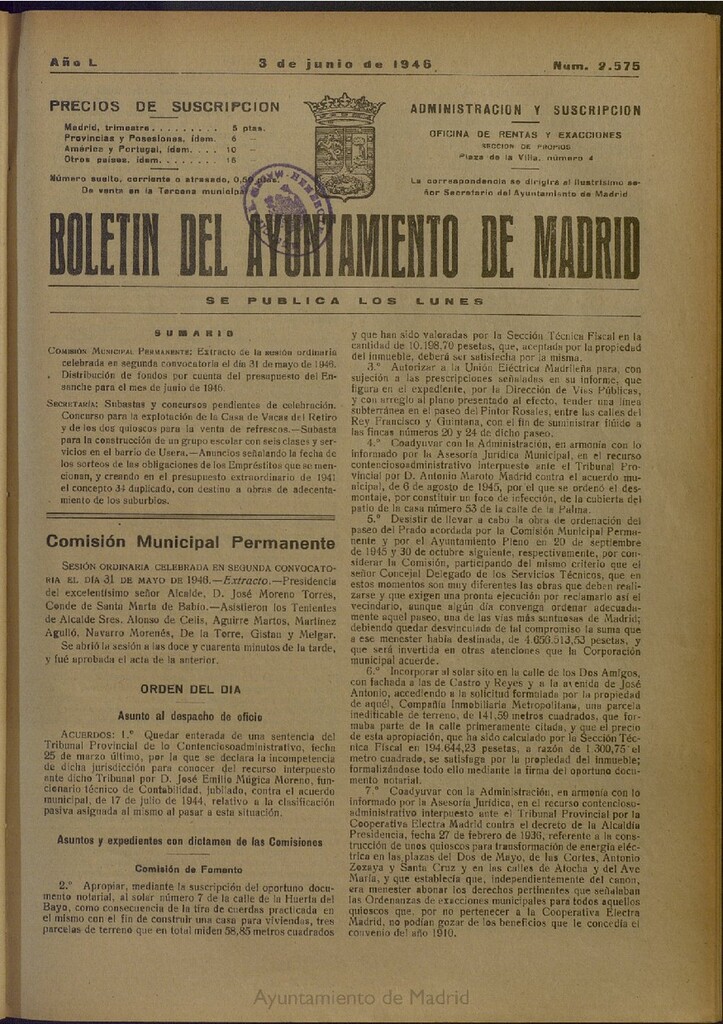 Año L
3 de junio de 1946
Num. 2.575
PRECIOS DE SUSCRIPCION
Madrid, trimestre. . . . . . . . . 5 ptas.
Provincias y Posesiones, ídem. 6 –
América y Portugal, ídem. . . . 10 –
Otros países, ídem. . . . . . . . . 15
Número suelto, corriente o atrasado, 0,50 ptas.
De venta en la Tercena municipal
ADMINISTRACION Y SUSCRIPCION
OFICINA DE RENTAS Y EXACCIONES
SECCION DE PROPIOS
Plaza de la Villa, número 4
La correspondencia se dirigirá al ilustrísimo se-
ñor Secretario del Ayuntamiento de Madrid
BOLETIN DEL AYUNTAMIENTO DE MADRID
SE PUBLICA LOS LUNES
SUMARIO
COMISIÓN MUNICIPAL PERMANENTE: Extracto de la sesión ordinaria
celebrada en segunda convocatoria el día 31 de mayo de 1946.
Distribución de fondos por cuenta del presupuesto del En-
sanche para el mes de junio de 1946.
SECRETARÍA: Subastas y concursos pendientes de celebración.
Concurso para la explotación de la Casa de Vacas del Retiro
y de los dos quioscos para la venta de refrescos.—Subasta
para la construcción de un grupo escolar con seis clases y ser-
vicios en el barrio de Usera.—Anuncios señalando la fecha de
los sorteos de las obligaciones de los Empréstitos que se men-
cionan, y creando en el presupuesto extraordinario de 1941
el concepto 34 duplicado, con destino a obras de adecenta-
miento de los suburbios.
Comisión Municipal Permanente
SESIÓN ORDINARIA CELEBRADA EN SEGUNDA CONVOCATO-
RIA EL DÍA 31 DE MAYO DE 1946.—Extracto.—Presidencia
del excelentísimo señor Alcalde, D. José Moreno Torres,
Conde de Santa Marta de Babío.—Asistieron los Tenientes
de Alcalde Sres. Alonso de Celis, Aguirre Martos, Martínez
Agulló, Navarro Morenés, De la Torre, Gistau y Melgar.
Se abrió la sesión a las doce y cuarenta minutos de la tarde,
y fué aprobada el acta de la anterior.
ORDEN DEL DIA
Asunto al despacho de oficio
ACUERDOS: 1.º Quedar enterada de una sentencia del
Tribunal Provincial de lo Contenciosoadministrativo, fecha
25 de marzo último, por la que se declara la incompetencia
de dicha jurisdicción para conocer del recurso interpuesto
ante dicho Tribunal por D. José Emilio Múgica Moreno, fun-
cionario técnico de Contabilidad, jubilado, contra el acuerdo
municipal, de 17 de julio de 1944, relativo a la clasificación
pasiva asignada al mismo al pasar a esta situación.
Asuntos y expedientes con dictamen de las Comisiones
Comisión de Fomento
2.º Apropiar, mediante la suscripción del oportuno docu-
mento notarial, al solar número 7 de la calle de la Huerta del
Bayo, como consecuencia de la tira de cuerdas practicada en
el mismo con el fin de construir una casa para viviendas, tres
parcelas de terreno que en total miden 58,85 metros cuadrados
y que han sido valoradas por la Sección Técnica Fiscal en la
cantidad de 10.198,70 pesetas, que, aceptada por la propiedad
del inmueble, deberá ser satisfecha por la misma.
3.º Autorizar a la Unión Eléctrica Madrileña para, con
sujeción a las prescripciones señaladas en su informe, que
figura en el expediente, por la Dirección de Vías Públicas,
y con arreglo al plano presentado al efecto, tender una línea
subterránea en el paseo del Pintor Rosales, entre las calles del
Rey Francisco y Quintana, con el fin de suministrar flúido a
las fincas números 20 y 24 de dicho paseo.
4.º Coadyuvar con la Administración, en armonía con lo
informado por la Asesoría Jurídica Municipal, en el recurso
contenciosoadministrativo interpuesto ante el Tribunal Pro-
vincial por D. Antonio Maroto Madrid contra el acuerdo mu-
nicipal, de 6 de agosto de 1945, por el que se ordenó el des-
montaje, por constituir un foco de infección, de la cubierta del
patio de la casa número 53 de la calle de la Palma.
5.º Desistir de llevar a cabo la obra de ordenación del
paseo del Prado acordada por la Comisión Municipal Perma-
nente y por el Ayuntamiento Pleno en 20 de septiembre
de 1945 y 30 de octubre siguiente, respectivamente, por con-
siderar la Comisión, participando del mismo criterio que el
señor Concejal Delegado de los Servicios Técnicos, que en
estos momentos son muy diferentes las obras que deben reali-
zarse y que exigen una pronta ejecución por reclamarlo así el
vecindario, aunque algún día convenga ordenar adecuada-
mente aquel paseo, una de las vías más suntuosas de Madrid;
debiendo quedar desvinculada de tal compromiso la suma que
a ese menester había destinada, de 4.656.513,53 pesetas, y
que será invertida en otras atenciones que la Corporación
municipal acuerde.
6.º Incorporar al solar sito en la calle de los Dos Amigos,
con fachada a las de Castro y Reyes y a la avenida de José
Antonio, accediendo a la solicitud formulada por la propiedad
de aquél, Compañía Inmobiliaria Metropolitana, una parcela
inedificable de terreno, de 141,59 metros cuadrados, que for-
maba parte de la calle primeramente citada, y que el precio
de esta apropiación, que ha sido calculado por la Sección Téc-
nica Fiscal en 194.644,23 pesetas, a razón de 1.309,75 el
metro cuadrado, se satisfaga por la propiedad del inmueble;
formalizándose todo ello mediante la firma del oportuno docu-
mento notarial.
7.º Coadyuvar con la Administración, en armonía con lo
informado por la Asesoría Jurídica, en el recurso contencioso-
administrativo interpuesto ante el Tribunal Provincial por la
Cooperativa Electra Madrid contra el decreto de la Alcaldía
Presidencia, fecha 27 de febrero de 1936, referente a la cons-
trucción de unos quioscos para transformación de energía eléc-
trica en las plazas del Dos de Mayo, de las Cortes, Antonio
Zozaya y Santa Cruz y en las calles de Atocha y del Ave
María, y que establecía que, independientemente del canon,
era menester abonar los derechos pertinentes que señalaban
las Ordenanzas de exacciones municipales para todos aquellos
quioscos que, por no pertenecer a la Cooperativa Electra
Madrid, no podían gozar de los beneficios que le concedía el
convenio del año 1910.
Ayuntamiento de Madrid